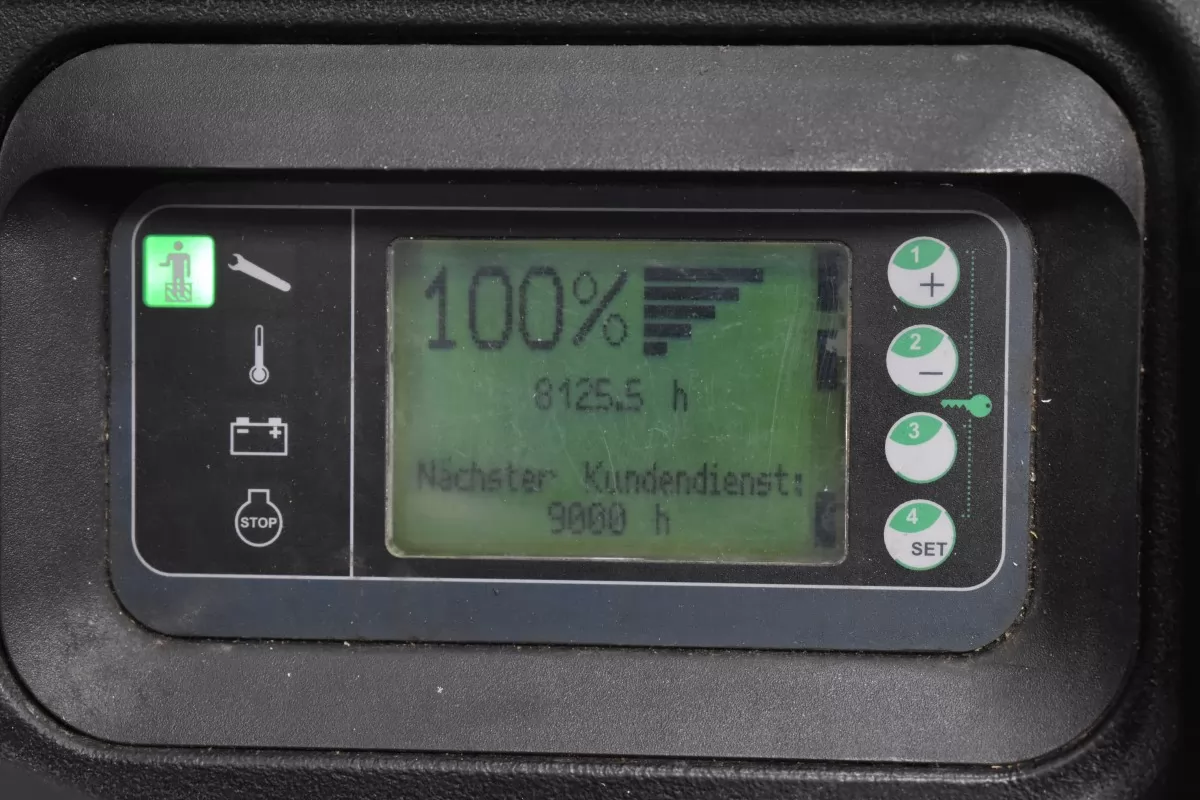 100%
8125.5 h
Nächster Kundendienst:
9000 h
STOP
1
+
2
−
3
4
SET